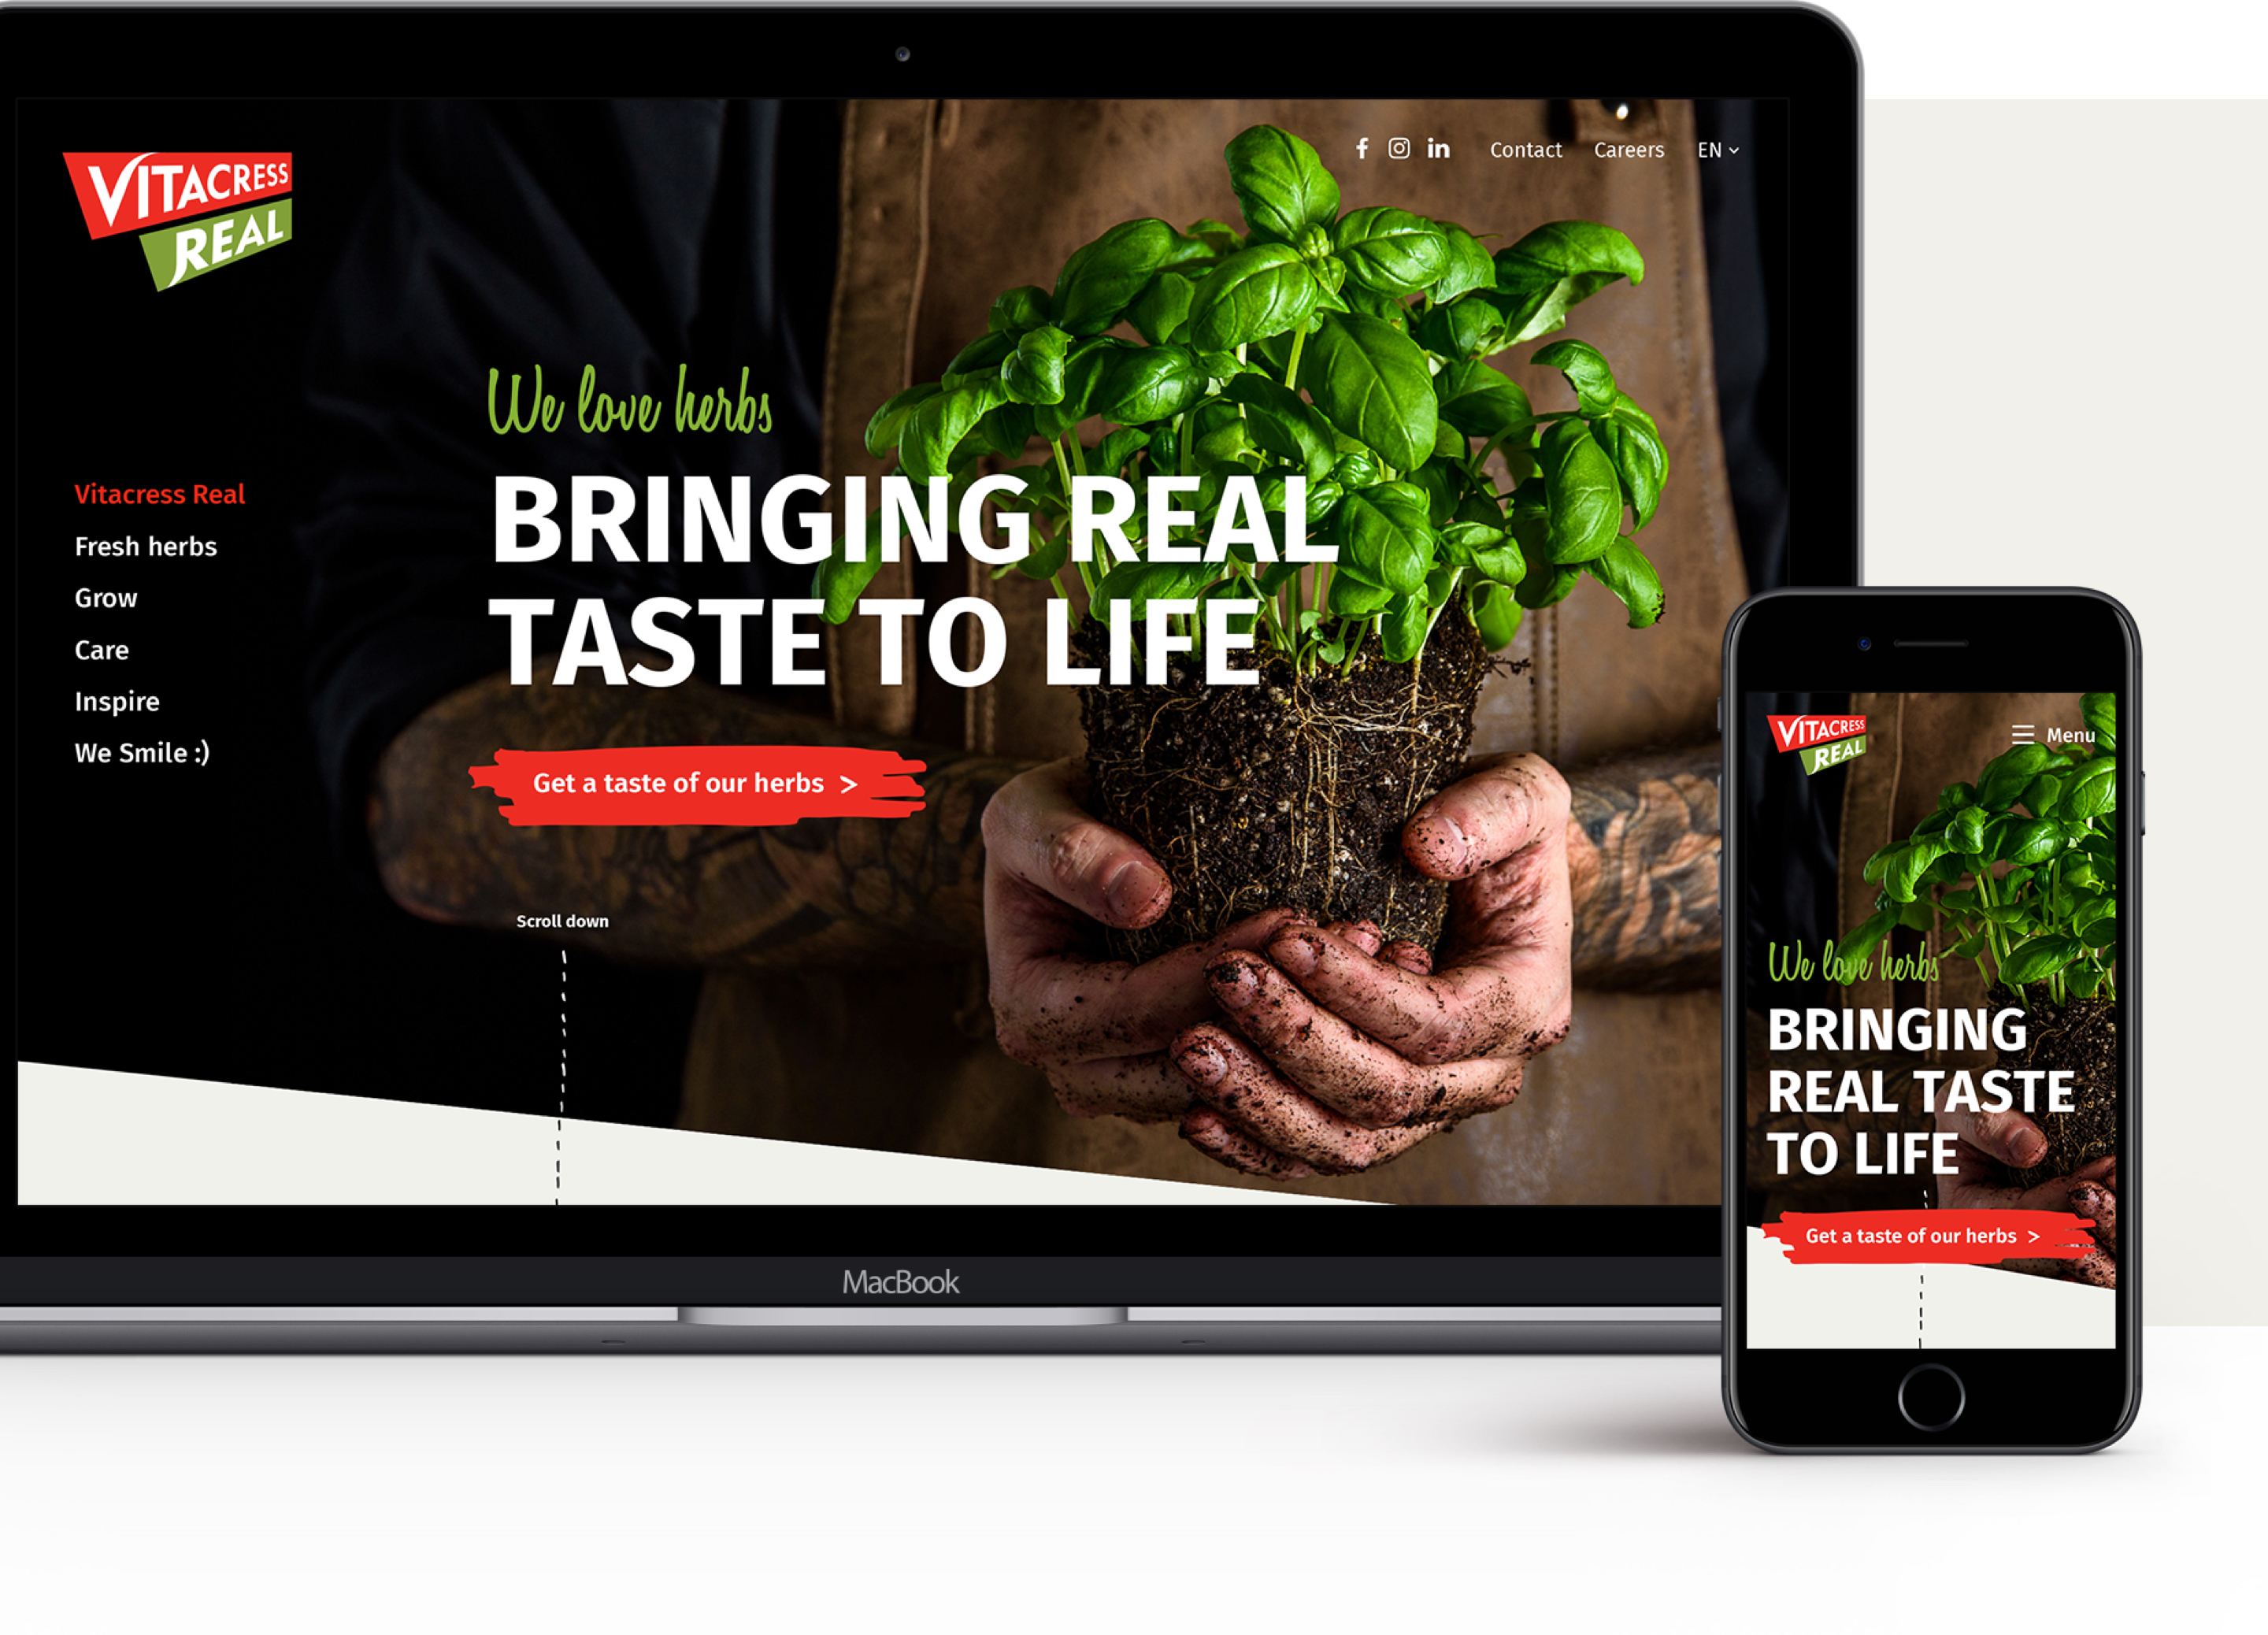 VITACRESS
REAL
Contact Careers EN
We love herbs
BRINGING REAL
TASTE TO LIFE
Vitacress Real
Fresh herbs
Grow
Care
Inspire
We Smile :)
Get a taste of our herbs >
Scroll down
MacBook
VITACRESS
REAL
Menu
We love herbs
BRINGING
REAL TASTE
TO LIFE
Get a taste of our herbs >